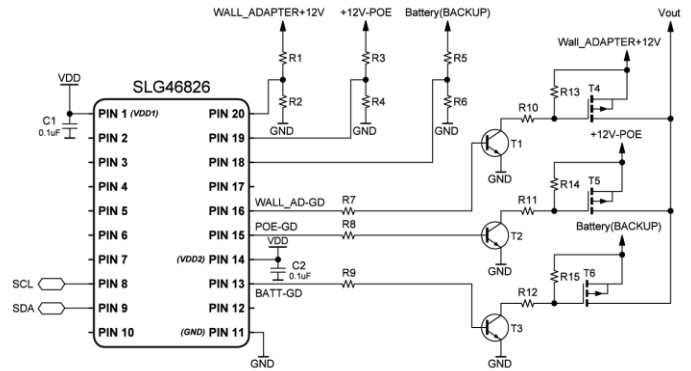 WALL_ADAPTER+12V
+12V-POE
Battery(BACKUP)
Vout
Wall_ADAPTER+12V
R1
R3
R5
VDD
SLG46826
R13
T4
C1
0.1uF
R2
R4
R6
R10
GND
GND
GND
T1
+12V-POE
GND
PIN 1 (VDD1)
PIN 2
PIN 3
PIN 4
PIN 5
PIN 6
PIN 7
PIN 8
PIN 9
PIN 10
PIN 20
PIN 19
PIN 18
PIN 17
PIN 16
PIN 15
(VDD2) PIN 14
PIN 13
PIN 12
(GND) PIN 11
SCL
SDA
WALL_AD-GD
R7
POE-GD
R8
VDD
C2
0.1uF
BATT-GD
R9
GND
R14
T5
R11
T2
GND
Battery(BACKUP)
R15
T6
R12
T3
GND